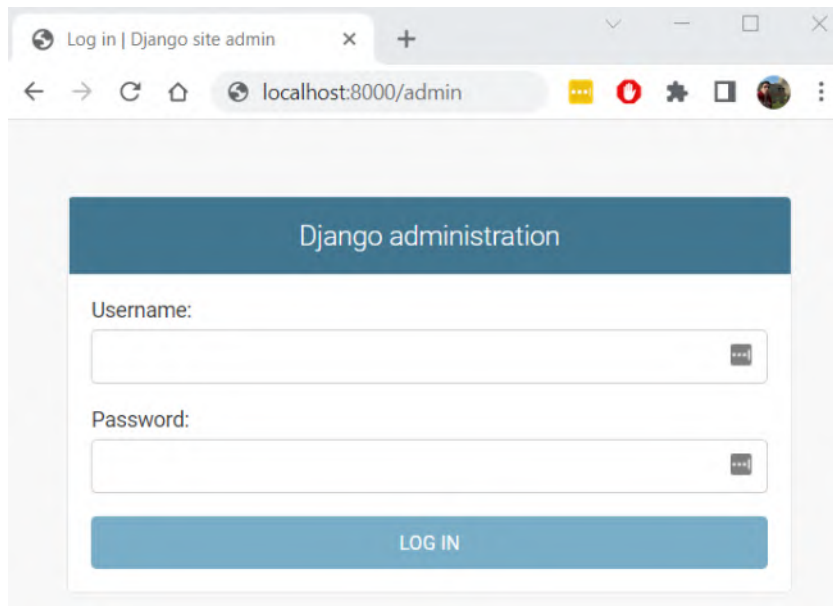 Log in | Django site admin
localhost:8000/admin
Django administration
Username:
Password:
LOG IN